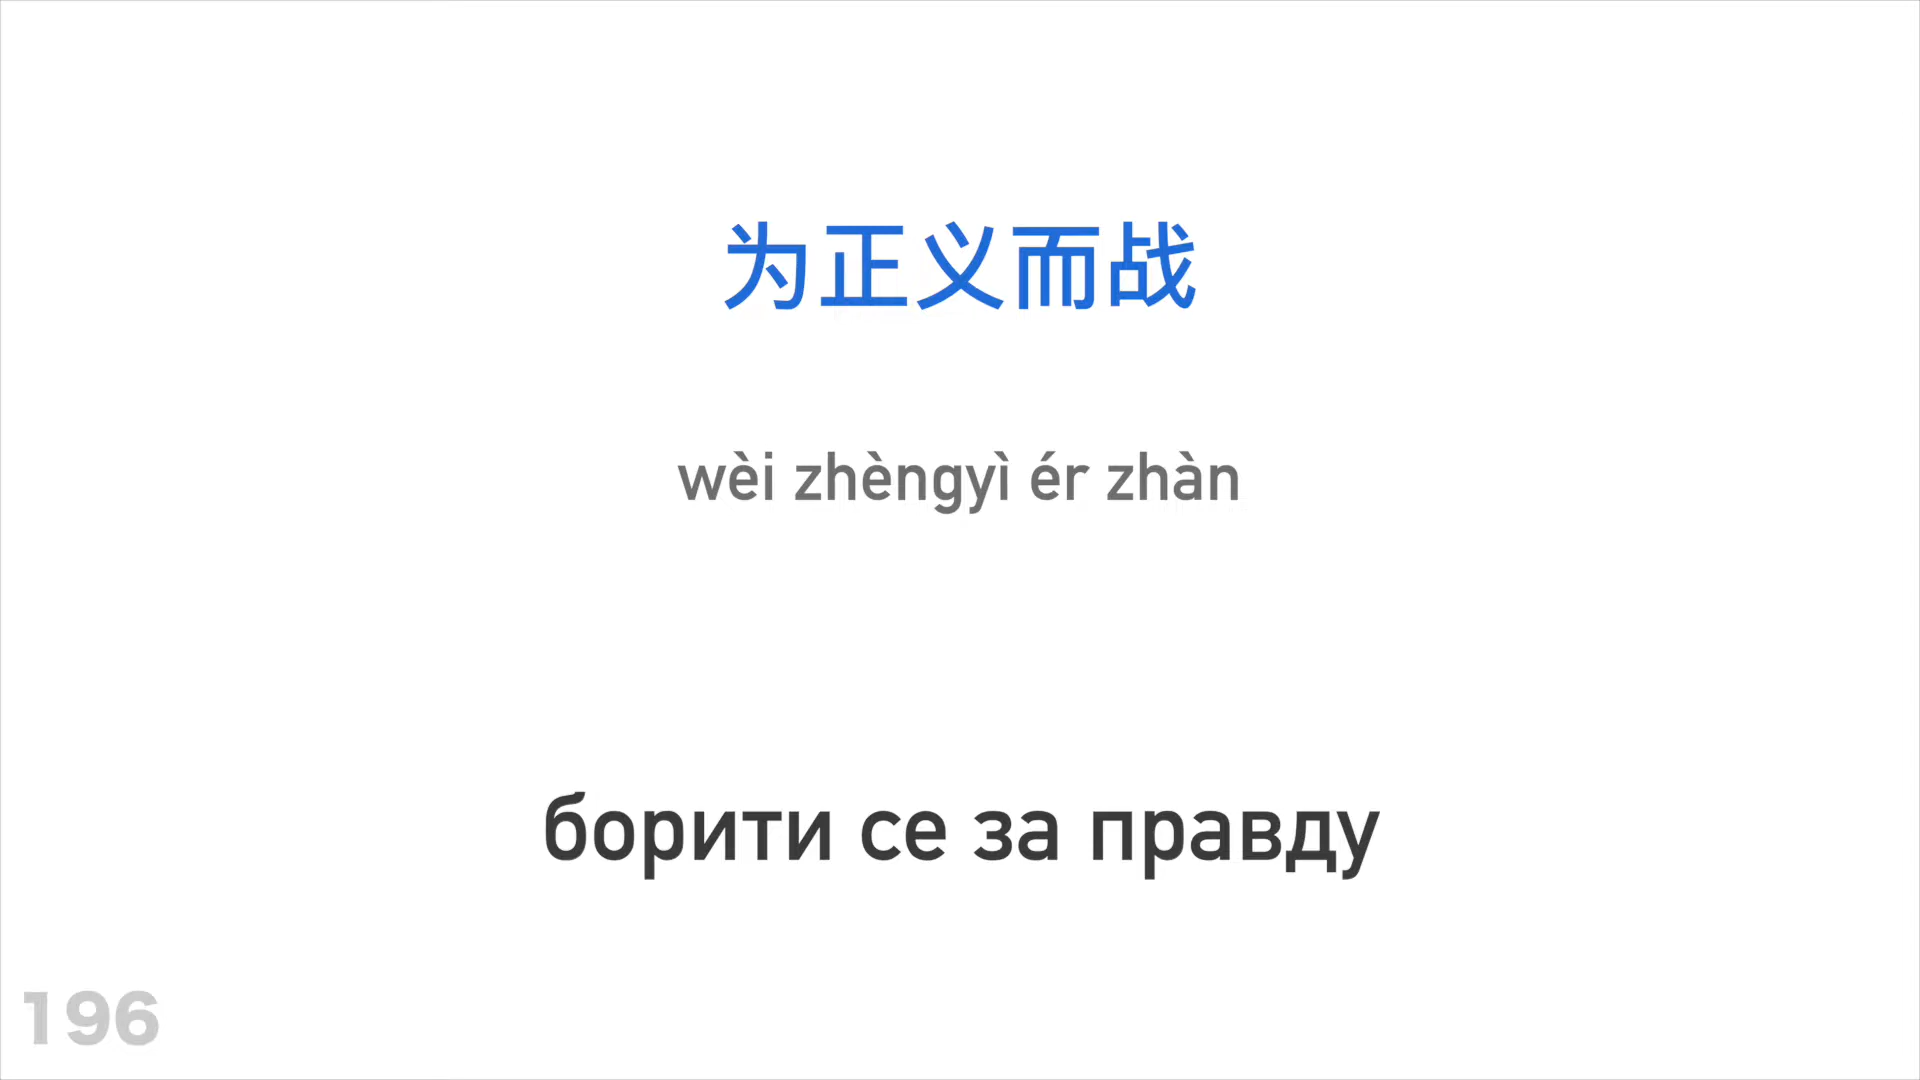 为正义而战
wèi zhèngyì ér zhàn
борити се за правду
196